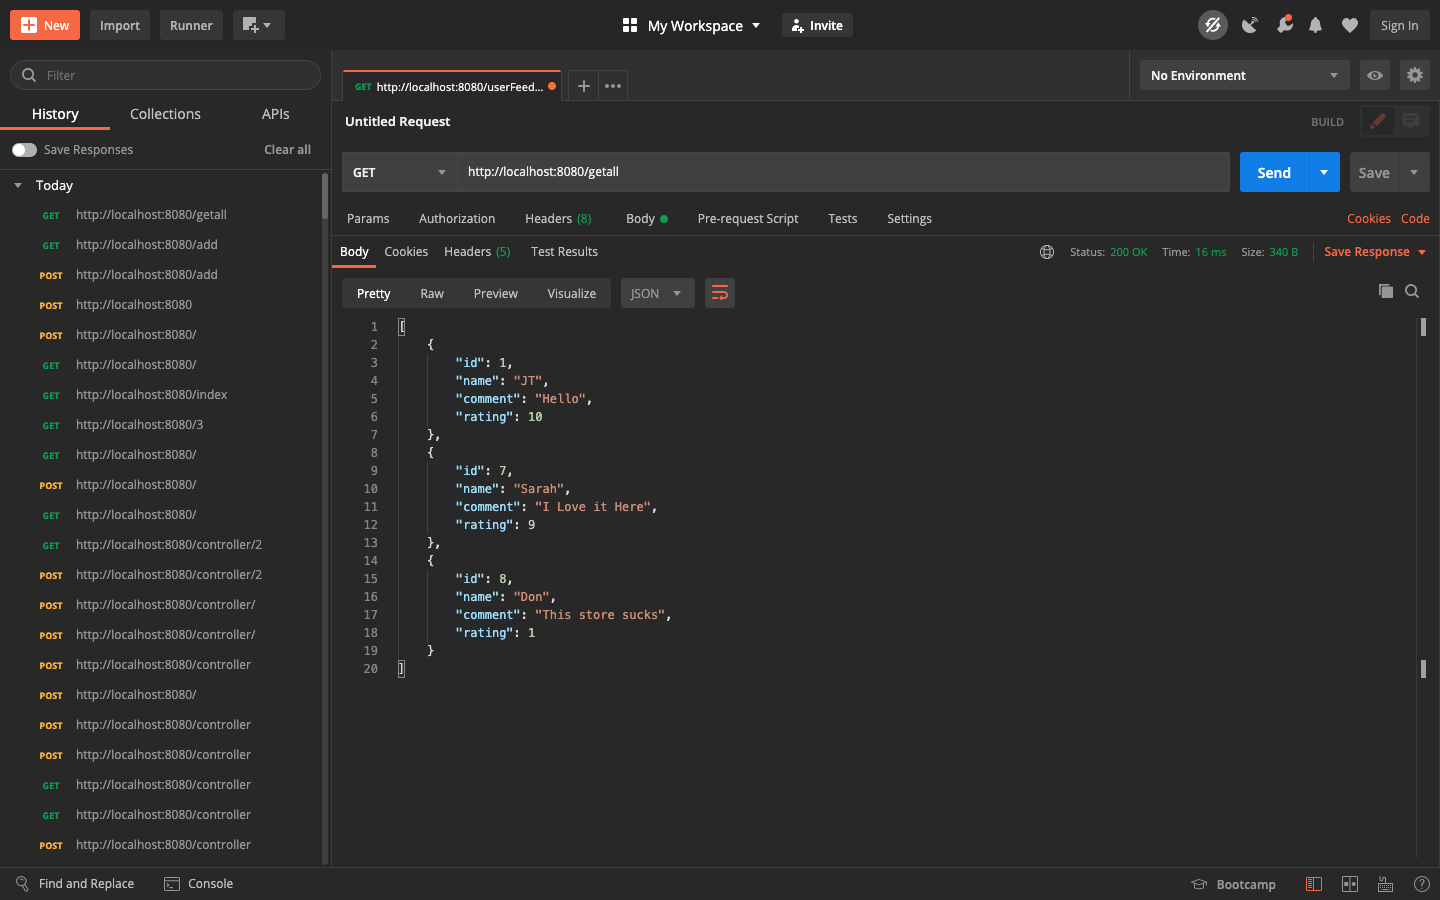 New Import Runner My Workspace Invite Sign In
Filter
GET http://localhost:8080/userFeed...
No Environment
History Collections APIs
Untitled Request BUILD
Save Responses Clear all
GET http://localhost:8080/getall Send Save
Today
GET http://localhost:8080/getall
GET http://localhost:8080/add
POST http://localhost:8080/add
POST http://localhost:8080
POST http://localhost:8080/
GET http://localhost:8080/
GET http://localhost:8080/index
GET http://localhost:8080/3
GET http://localhost:8080/
POST http://localhost:8080/
GET http://localhost:8080/
GET http://localhost:8080/controller/2
POST http://localhost:8080/controller/2
POST http://localhost:8080/controller/
POST http://localhost:8080/controller/
POST http://localhost:8080/controller
POST http://localhost:8080/
POST http://localhost:8080/controller
POST http://localhost:8080/controller
GET http://localhost:8080/controller
GET http://localhost:8080/controller
POST http://localhost:8080/controller
Params Authorization Headers (8) Body Pre-request Script Tests Settings Cookies Code
Body Cookies Headers (5) Test Results Status: 200 OK Time: 16 ms Size: 340 B Save Response
Pretty Raw Preview Visualize JSON
1 [
2 {
3 "id": 1,
4 "name": "JT",
5 "comment": "Hello",
6 "rating": 10
7 },
8 {
9 "id": 7,
10 "name": "Sarah",
11 "comment": "I Love it Here",
12 "rating": 9
13 },
14 {
15 "id": 8,
16 "name": "Don",
17 "comment": "This store sucks",
18 "rating": 1
19 }
20 ]
Find and Replace Console Bootcamp